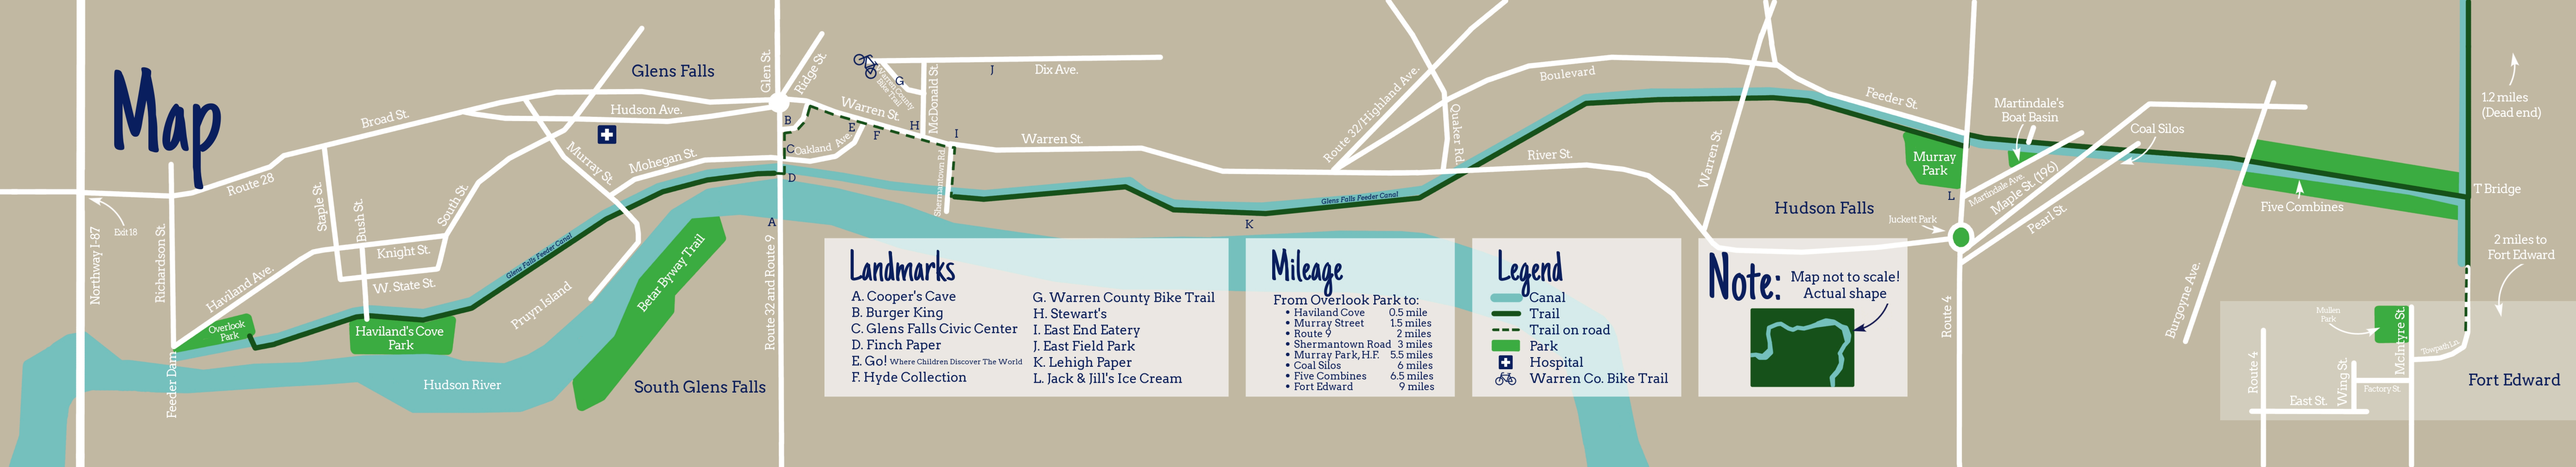 Map
Northway I-87
Exit 18
Route 28
Broad St.
Richardson St.
Feeder Dam
Haviland Ave.
Overlook
Park
Staple St.
Bush St.
South St.
Knight St.
W. State St.
Haviland's Cove
Park
Hudson River
Glens Falls Feeder Canal
Pruyn Island
Murray St.
Mohegan St.
Hudson Ave.
Glens Falls
Betar Byway Trail
South Glens Falls
Glen St.
Ridge St.
Route 32 and Route 9
A
B
C
D
Oakland Ave.
Warren St.
E
F
G
H
I
J
K
L
Warren County
Bike Trail
McDonald St.
Dix Ave.
Shermantown Rd.
Warren St.
Glens Falls Feeder Canal
Route 32/Highland Ave.
Quaker Rd.
Boulevard
River St.
Warren St.
Feeder St.
Hudson Falls
Murray
Park
Juckett Park
Route 4
Martindale's
Boat Basin
Martindale Ave.
Maple St. (196)
Pearl St.
Coal Silos
Burgoyne Ave.
Five Combines
T Bridge
1.2 miles
(Dead end)
2 miles to
Fort Edward
Mullen
Park
McIntyre St.
Towpath Ln.
Route 4
Wing St.
Factory St.
East St.
Fort Edward
Landmarks
A. Cooper's Cave
B. Burger King
C. Glens Falls Civic Center
D. Finch Paper
E. Go! Where Children Discover The World
F. Hyde Collection
G. Warren County Bike Trail
H. Stewart's
I. East End Eatery
J. East Field Park
K. Lehigh Paper
L. Jack & Jill's Ice Cream
Mileage
From Overlook Park to:
• Haviland Cove 0.5 mile
• Murray Street 1.5 miles
• Route 9 2 miles
• Shermantown Road 3 miles
• Murray Park, H.F. 5.5 miles
• Coal Silos 6 miles
• Five Combines 6.5 miles
• Fort Edward 9 miles
Legend
Canal
Trail
Trail on road
Park
Hospital
Warren Co. Bike Trail
Note:
Map not to scale!
Actual shape